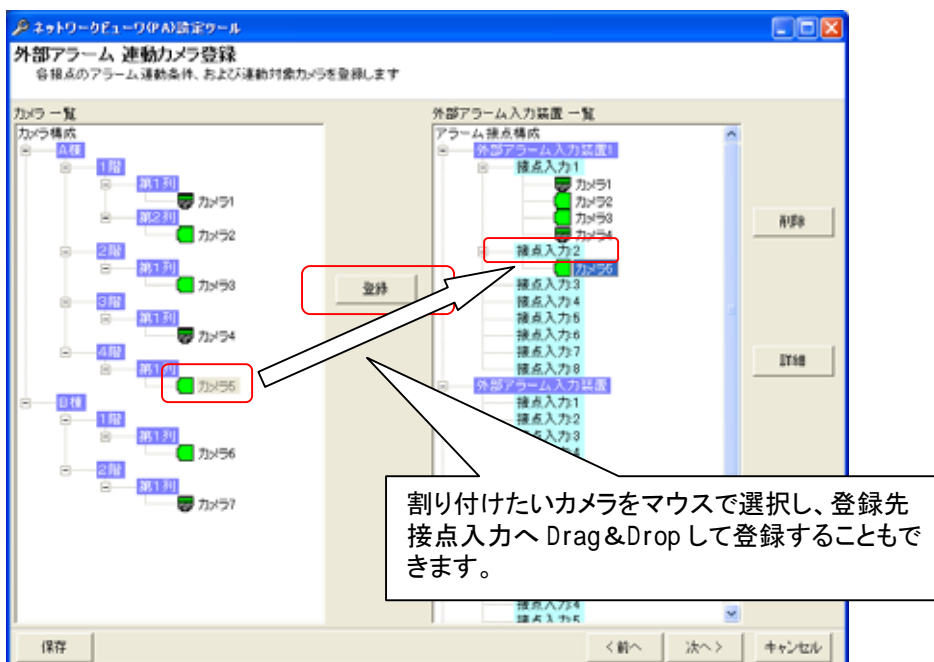 ネットワークビューワ(PA)設定ツール
外部アラーム 連動カメラ登録
各接点のアラーム連動条件、および連動対象カメラを登録します
カメラ 一覧
カメラ構成
A棟
1階
第1列
カメラ1
第2列
カメラ2
2階
第1列
カメラ3
3階
第1列
カメラ4
4階
第1列
カメラ5
B棟
1階
第1列
カメラ6
2階
第1列
カメラ7
登録
外部アラーム入力装置 一覧
アラーム接点構成
外部アラーム入力装置1
接点入力:1
カメラ1
カメラ2
カメラ3
カメラ4
接点入力:2
カメラ5
接点入力:3
接点入力:4
接点入力:5
接点入力:6
接点入力:7
接点入力:8
外部アラーム入力装置
接点入力:1
接点入力:2
接点入力:3
接点入力:4
削除
詳細
割り付けたいカメラをマウスで選択し、登録先
接点入力へ Drag&Drop して登録することもで
きます。
接点入力:4
接点入力:5
保存
< 前へ
次へ >
キャンセル